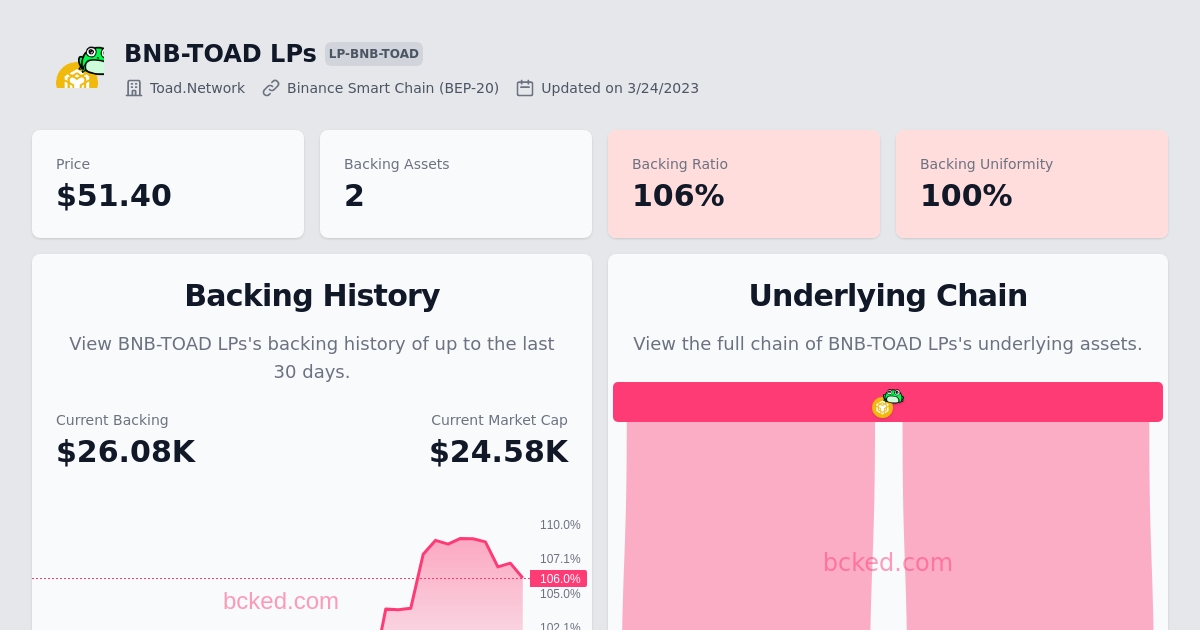 BNB-TOAD LPs LP-BNB-TOAD
Toad.Network Binance Smart Chain (BEP-20) Updated on 3/24/2023
Price
$51.40
Backing Assets
2
Backing Ratio
106%
Backing Uniformity
100%
Backing History
View BNB-TOAD LPs's backing history of up to the last
30 days.
Current Backing
$26.08K
Current Market Cap
$24.58K
110.0%
107.1%
106.0%
105.0%
102.1%
bcked.com
Underlying Chain
View the full chain of BNB-TOAD LPs's underlying assets.
bcked.com